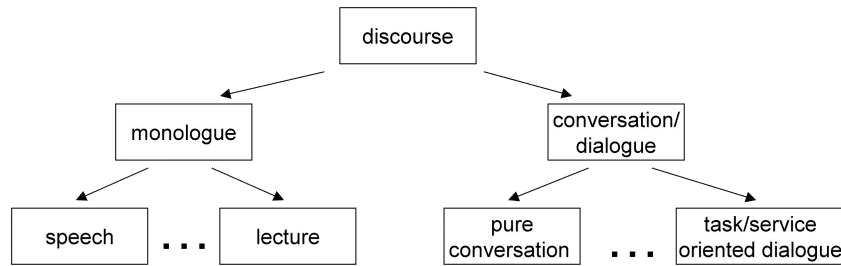 discourse
monologue
conversation/
dialogue
speech
...
lecture
pure
conversation
...
task/service
oriented dialogue